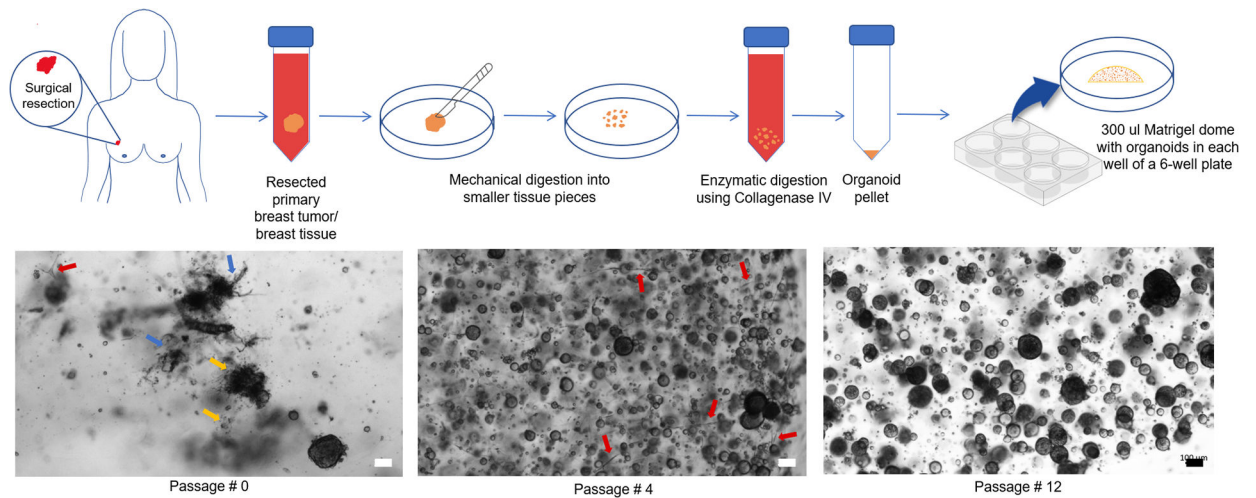 Surgical
resection
Resected
primary
breast tumor/
breast tissue
Mechanical digestion into
smaller tissue pieces
Enzymatic digestion
using Collagenase IV
Organoid
pellet
300 ul Matrigel dome
with organoids in each
well of a 6-well plate
100 μm
Passage # 0
Passage # 4
Passage # 12